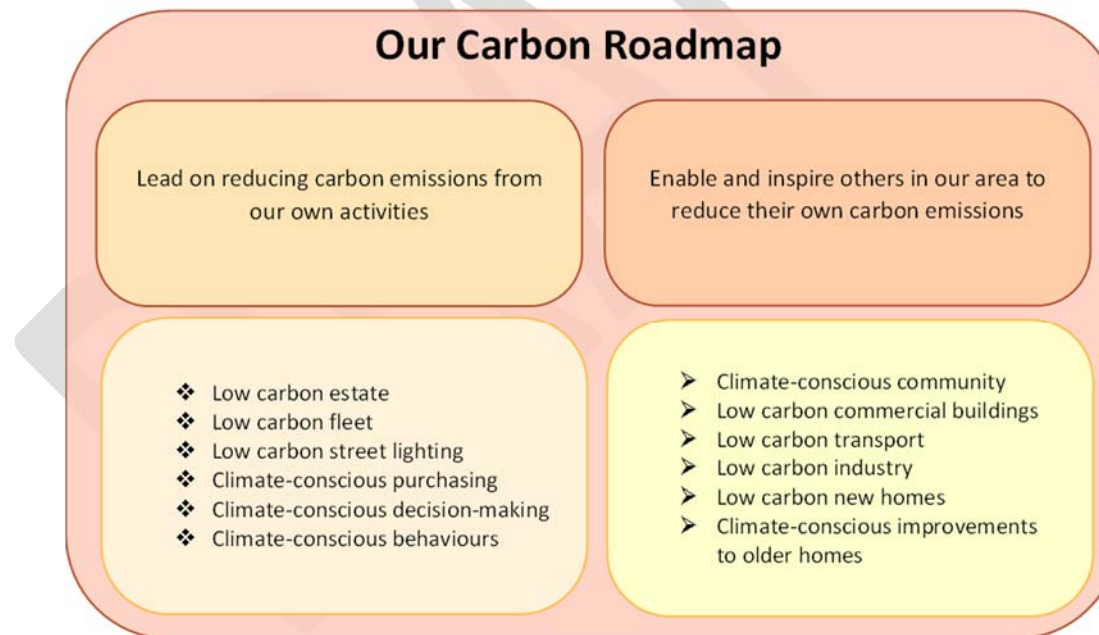 Our Carbon Roadmap
Lead on reducing carbon emissions from
our own activities
Enable and inspire others in our area to
reduce their own carbon emissions
❖ Low carbon estate
❖ Low carbon fleet
❖ Low carbon street lighting
❖ Climate-conscious purchasing
❖ Climate-conscious decision-making
❖ Climate-conscious behaviours
➢ Climate-conscious community
➢ Low carbon commercial buildings
➢ Low carbon transport
➢ Low carbon industry
➢ Low carbon new homes
➢ Climate-conscious improvements
to older homes